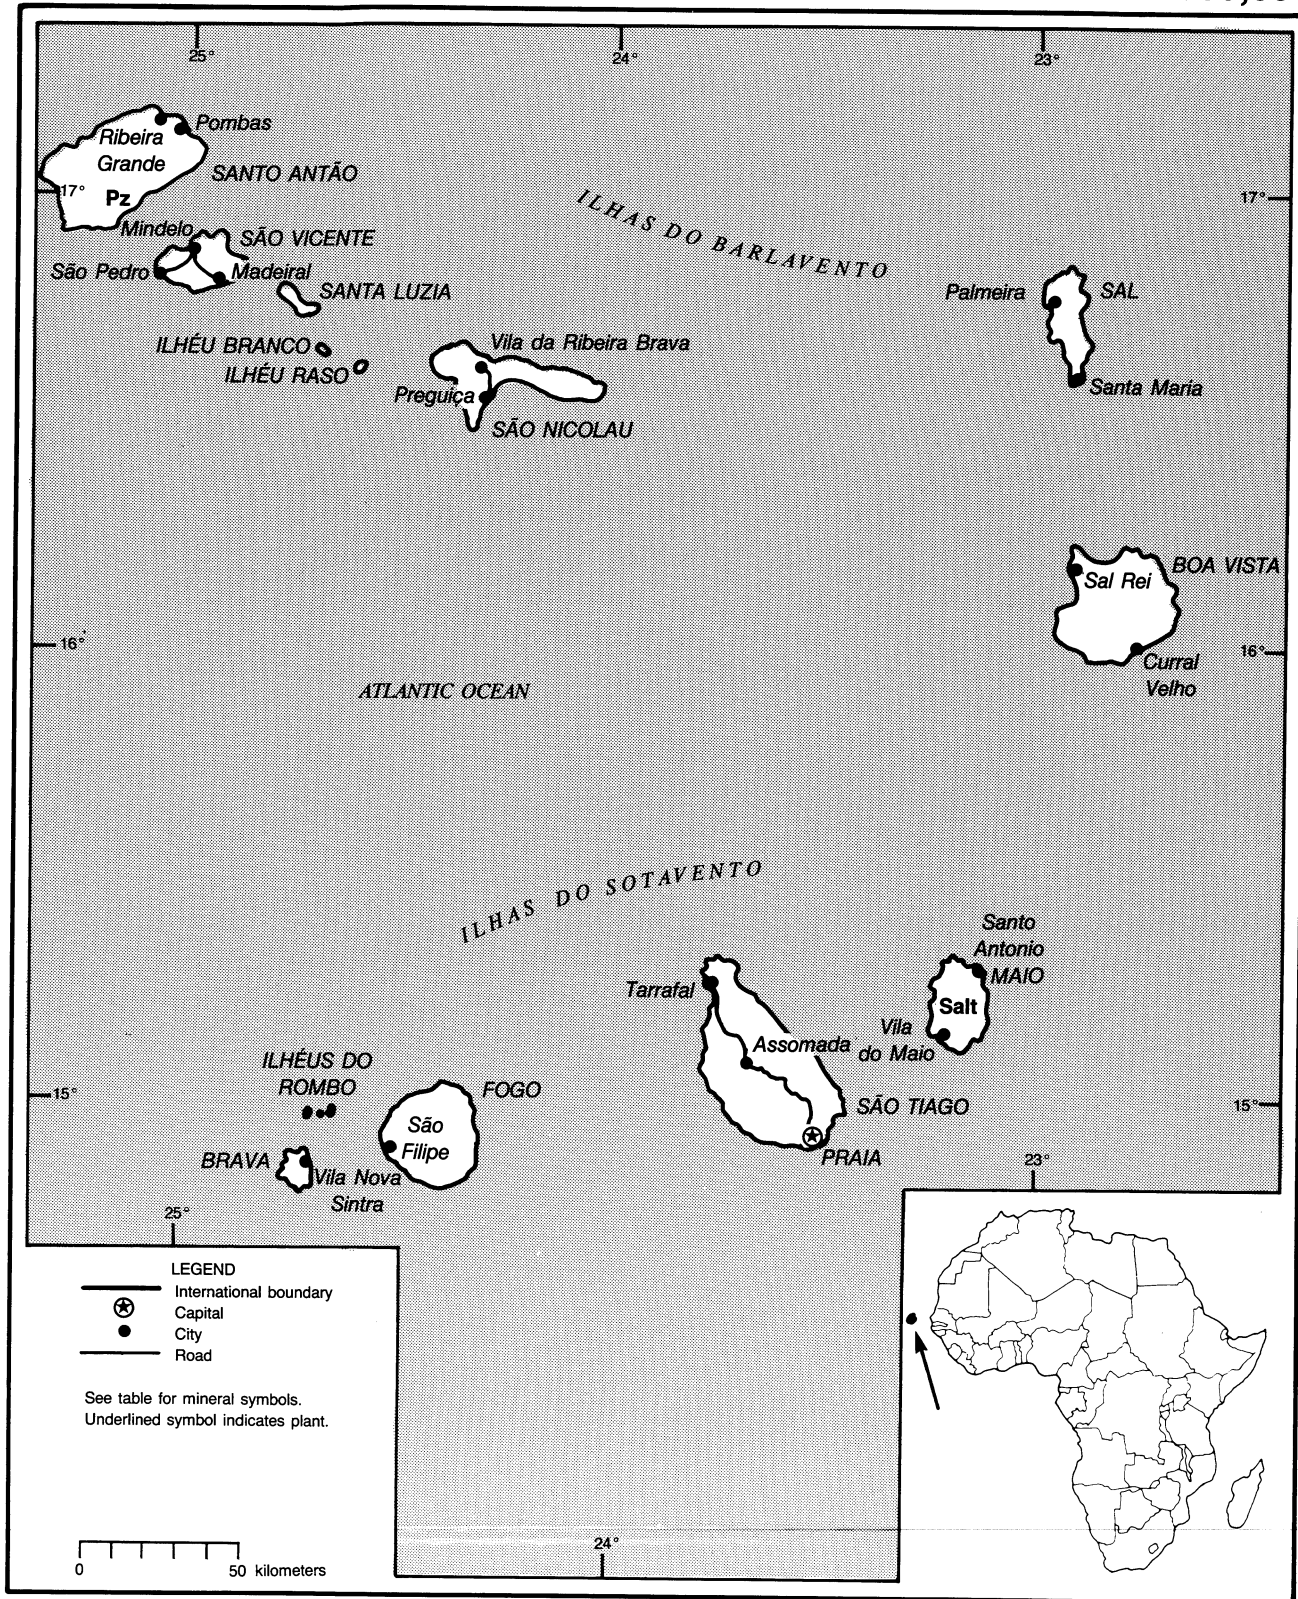 25°
24°
23°
Ribeira
Grande
Pombas
SANTO ANTÃO
Pz
17°
17°
ILHAS DO BARLAVENTO
Mindelo
SÃO VICENTE
São Pedro
Madeiral
SANTA LUZIA
Palmeira
SAL
ILHÉU BRANCO
ILHÉU RASO
Vila da Ribeira Brava
Preguiça
Santa Maria
SÃO NICOLAU
BOA VISTA
Sal Rei
16°
16°
Curral
Velho
ATLANTIC OCEAN
ILHAS DO SOTAVENTO
Santo
Antonio
MAIO
Tarrafal
Salt
Vila
do Maio
Assomada
ILHÉUS DO
ROMBO
FOGO
15°
15°
SÃO TIAGO
São
Filipe
PRAIA
BRAVA
Vila Nova
Sintra
23°
25°
LEGEND
International boundary
Capital
City
Road
See table for mineral symbols.
Underlined symbol indicates plant.
24°
0 50 kilometers